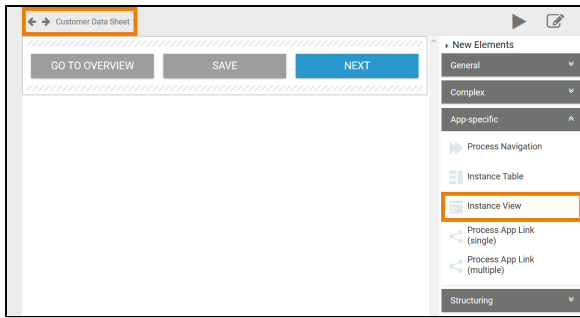 Customer Data Sheet
GO TO OVERVIEW SAVE NEXT
New Elements
General
Complex
App-specific
Process Navigation
Instance Table
Instance View
Process App Link
(single)
Process App Link
(multiple)
Structuring